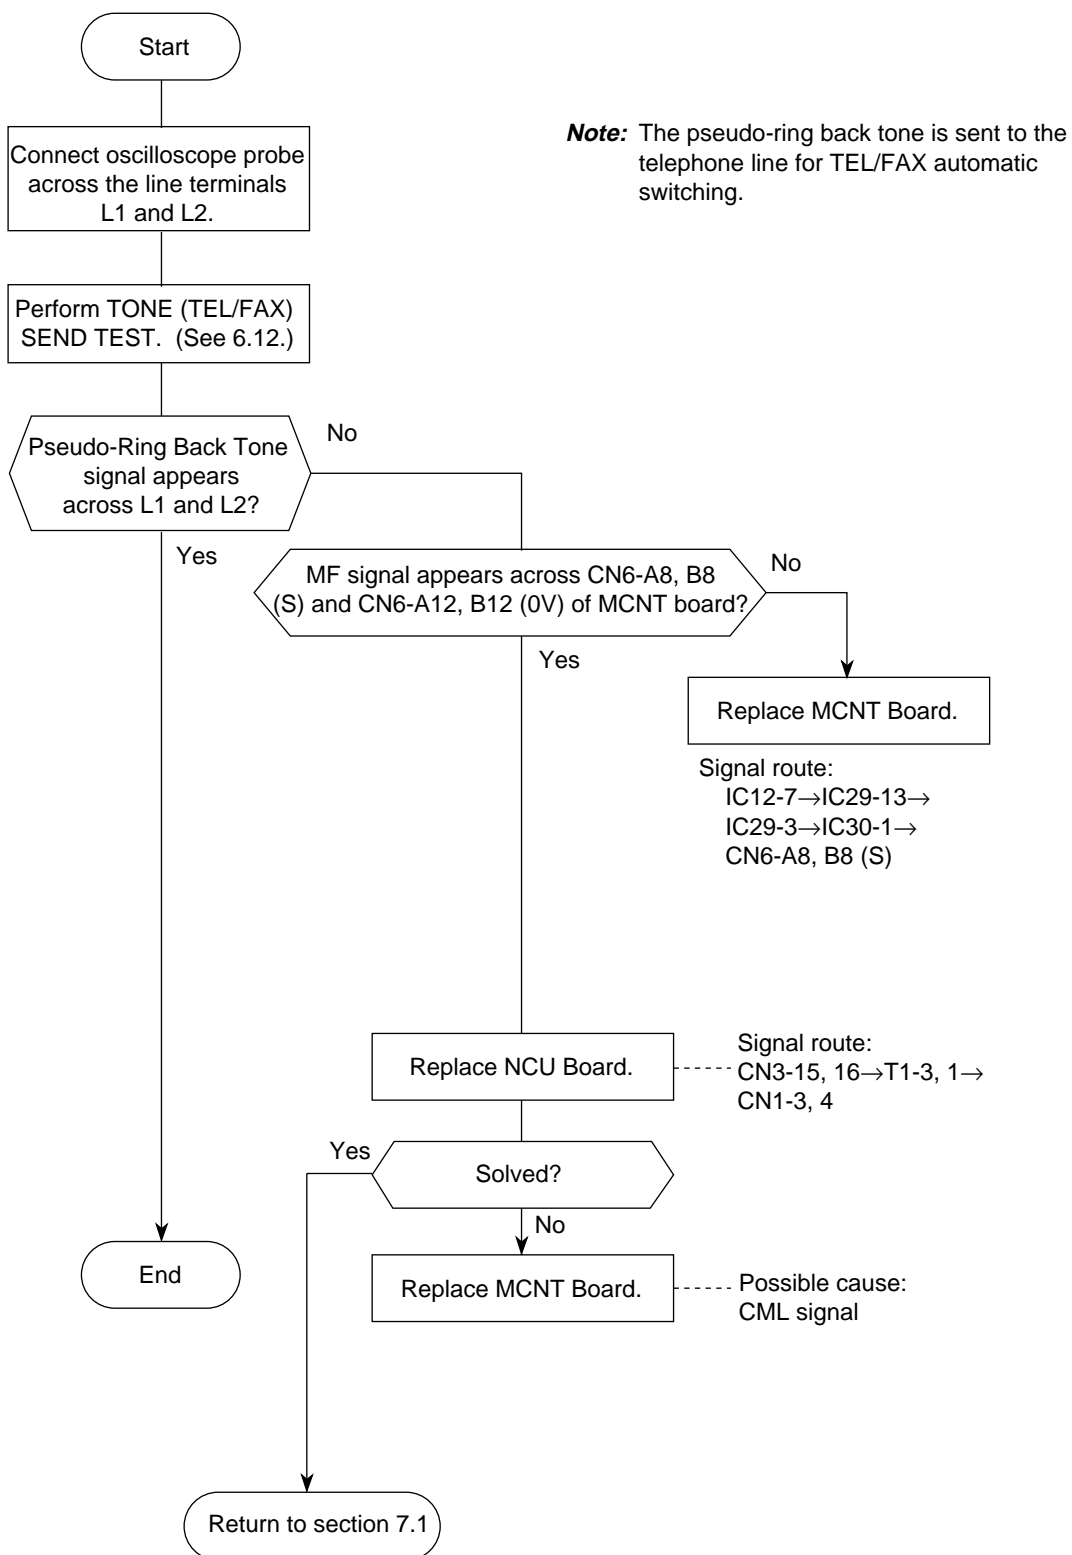 Start
Note: The pseudo-ring back tone is sent to the
telephone line for TEL/FAX automatic
switching.
Connect oscilloscope probe
across the line terminals
L1 and L2.
Perform TONE (TEL/FAX)
SEND TEST. (See 6.12.)
Pseudo-Ring Back Tone
signal appears
across L1 and L2?
No
Yes
MF signal appears across CN6-A8, B8
(S) and CN6-A12, B12 (0V) of MCNT board?
No
Yes
Replace MCNT Board.
Signal route:
IC12-7→IC29-13→
IC29-3→IC30-1→
CN6-A8, B8 (S)
Replace NCU Board.
Signal route:
CN3-15, 16→T1-3, 1→
CN1-3, 4
Yes
Solved?
No
End
Replace MCNT Board.
Possible cause:
CML signal
Return to section 7.1